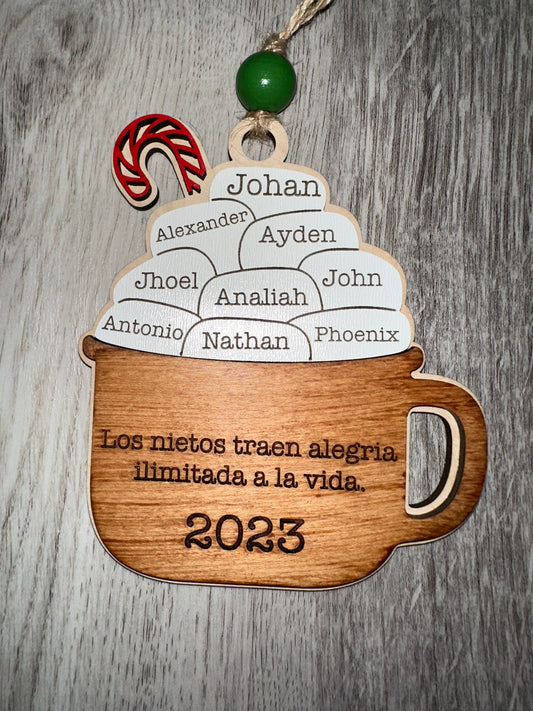 Johan
Alexander
Ayden
Jhoel
Analiah
John
Antonio
Nathan
Phoenix
Los nietos traen alegria
ilimitada a la vida.
2023